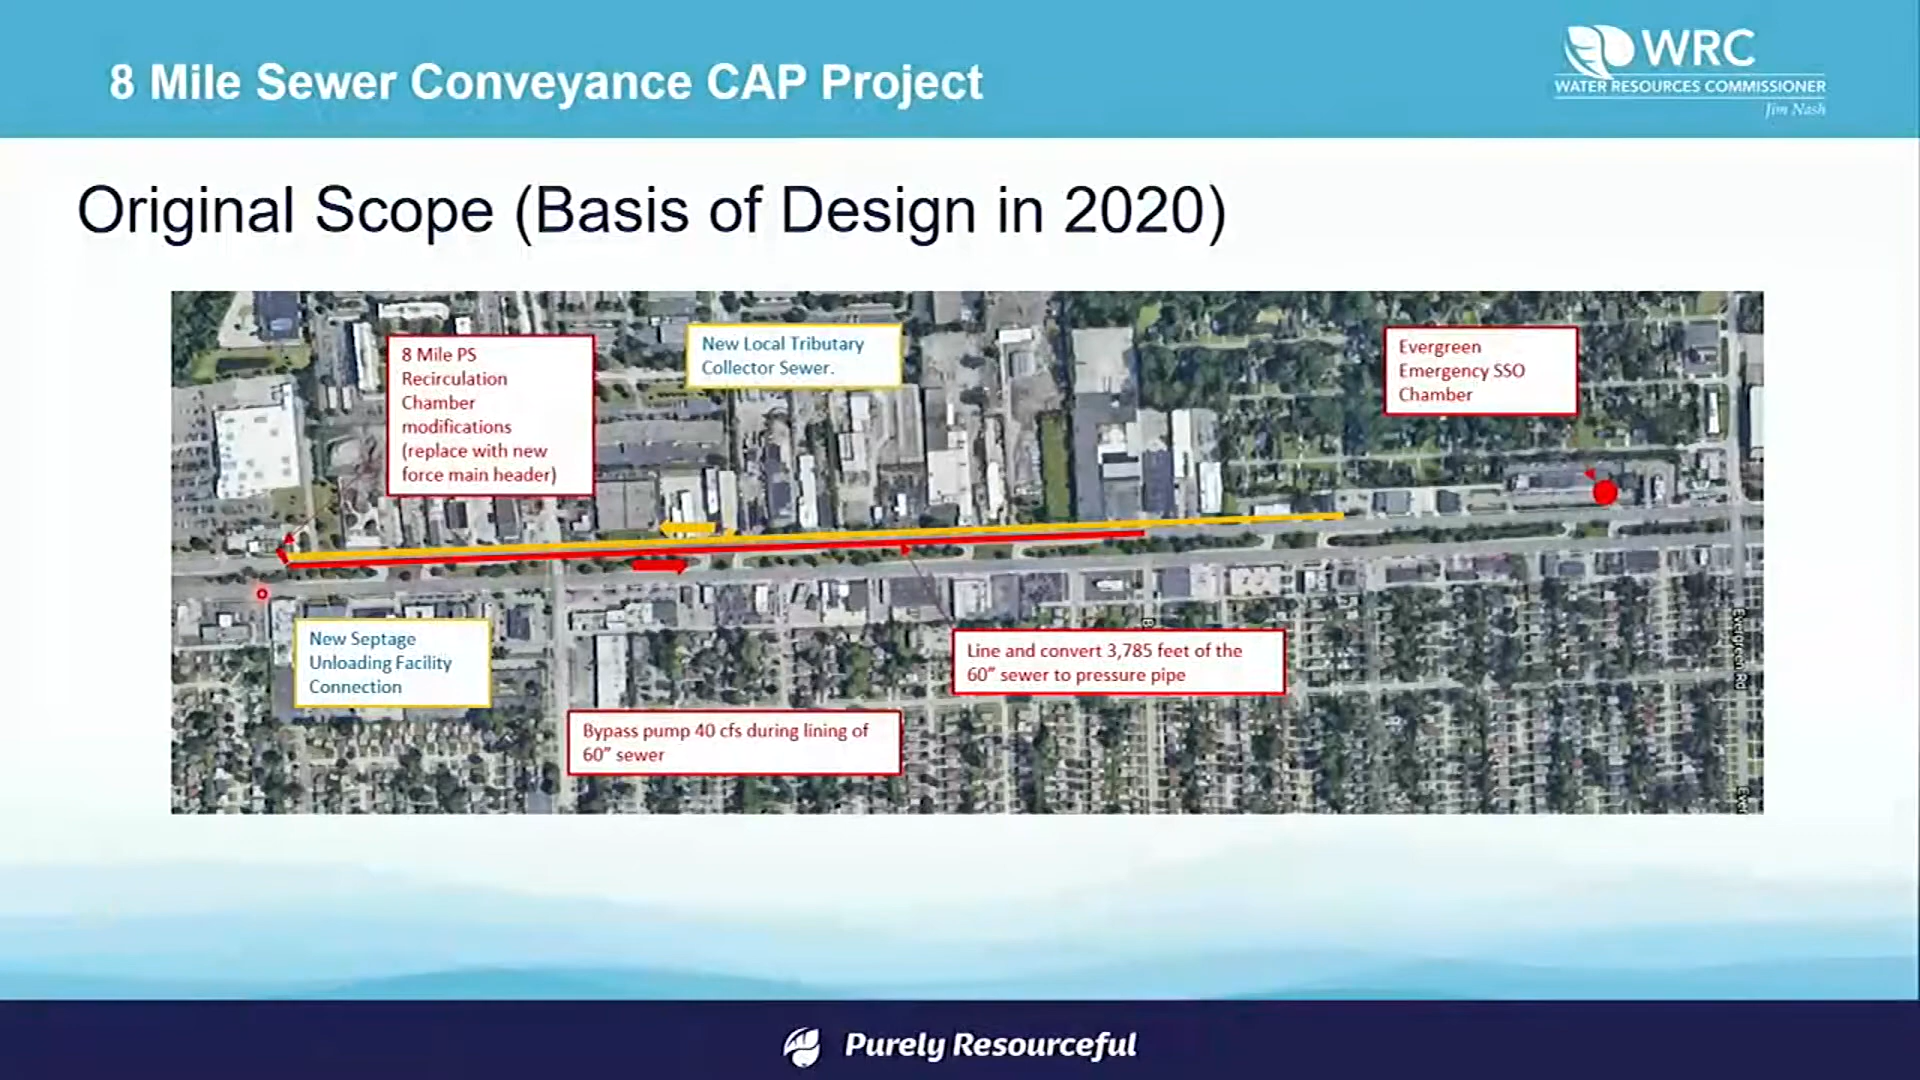 8 Mile Sewer Conveyance CAP Project
WRC
WATER RESOURCES COMMISSIONER
Jim Nash
Original Scope (Basis of Design in 2020)
8 Mile PS
Recirculation
Chamber
modifications
(replace with new
force main header)
New Local Tributary
Collector Sewer.
Evergreen
Emergency SSO
Chamber
New Septage
Unloading Facility
Connection
Line and convert 3,785 feet of the
60” sewer to pressure pipe
Bypass pump 40 cfs during lining of
60” sewer
Evergreen Rd
Ever
B
Purely Resourceful